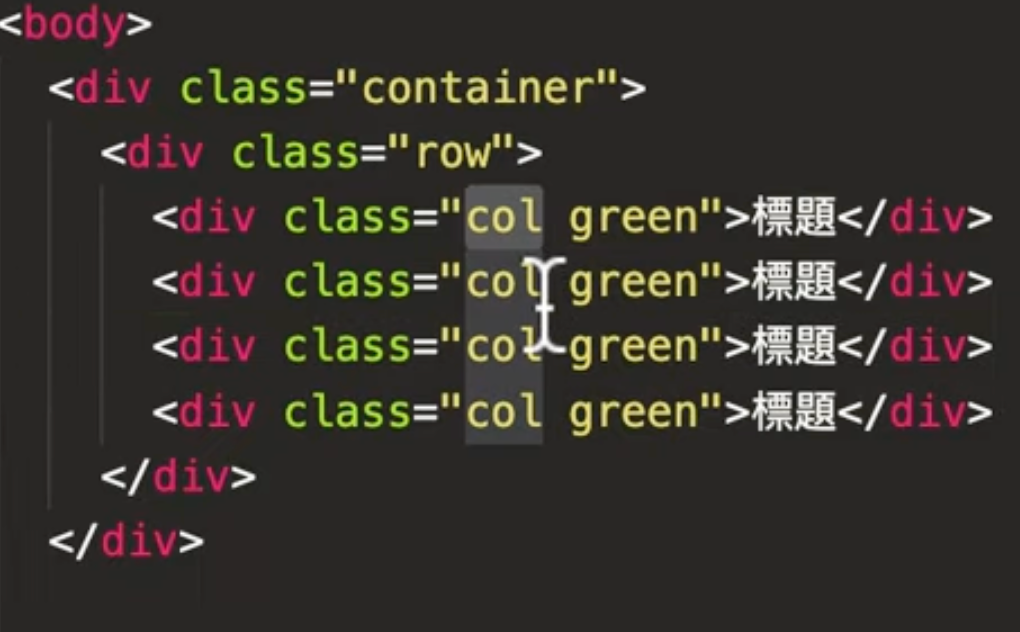 <body>
<div class="container">
<div class="row">
<div class="col green">標題</div>
<div class="col green">標題</div>
<div class="col green">標題</div>
<div class="col green">標題</div>
</div>
</div>